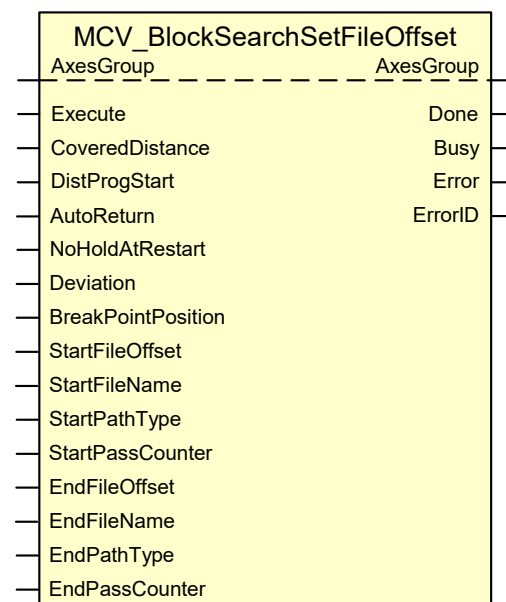 MCV_BlockSearchSetFileOffset
AxesGroup AxesGroup
Execute Done
CoveredDistance Busy
DistProgStart Error
AutoReturn ErrorID
NoHoldAtRestart
Deviation
BreakPointPosition
StartFileOffset
StartFileName
StartPathType
StartPassCounter
EndFileOffset
EndFileName
EndPathType
EndPassCounter